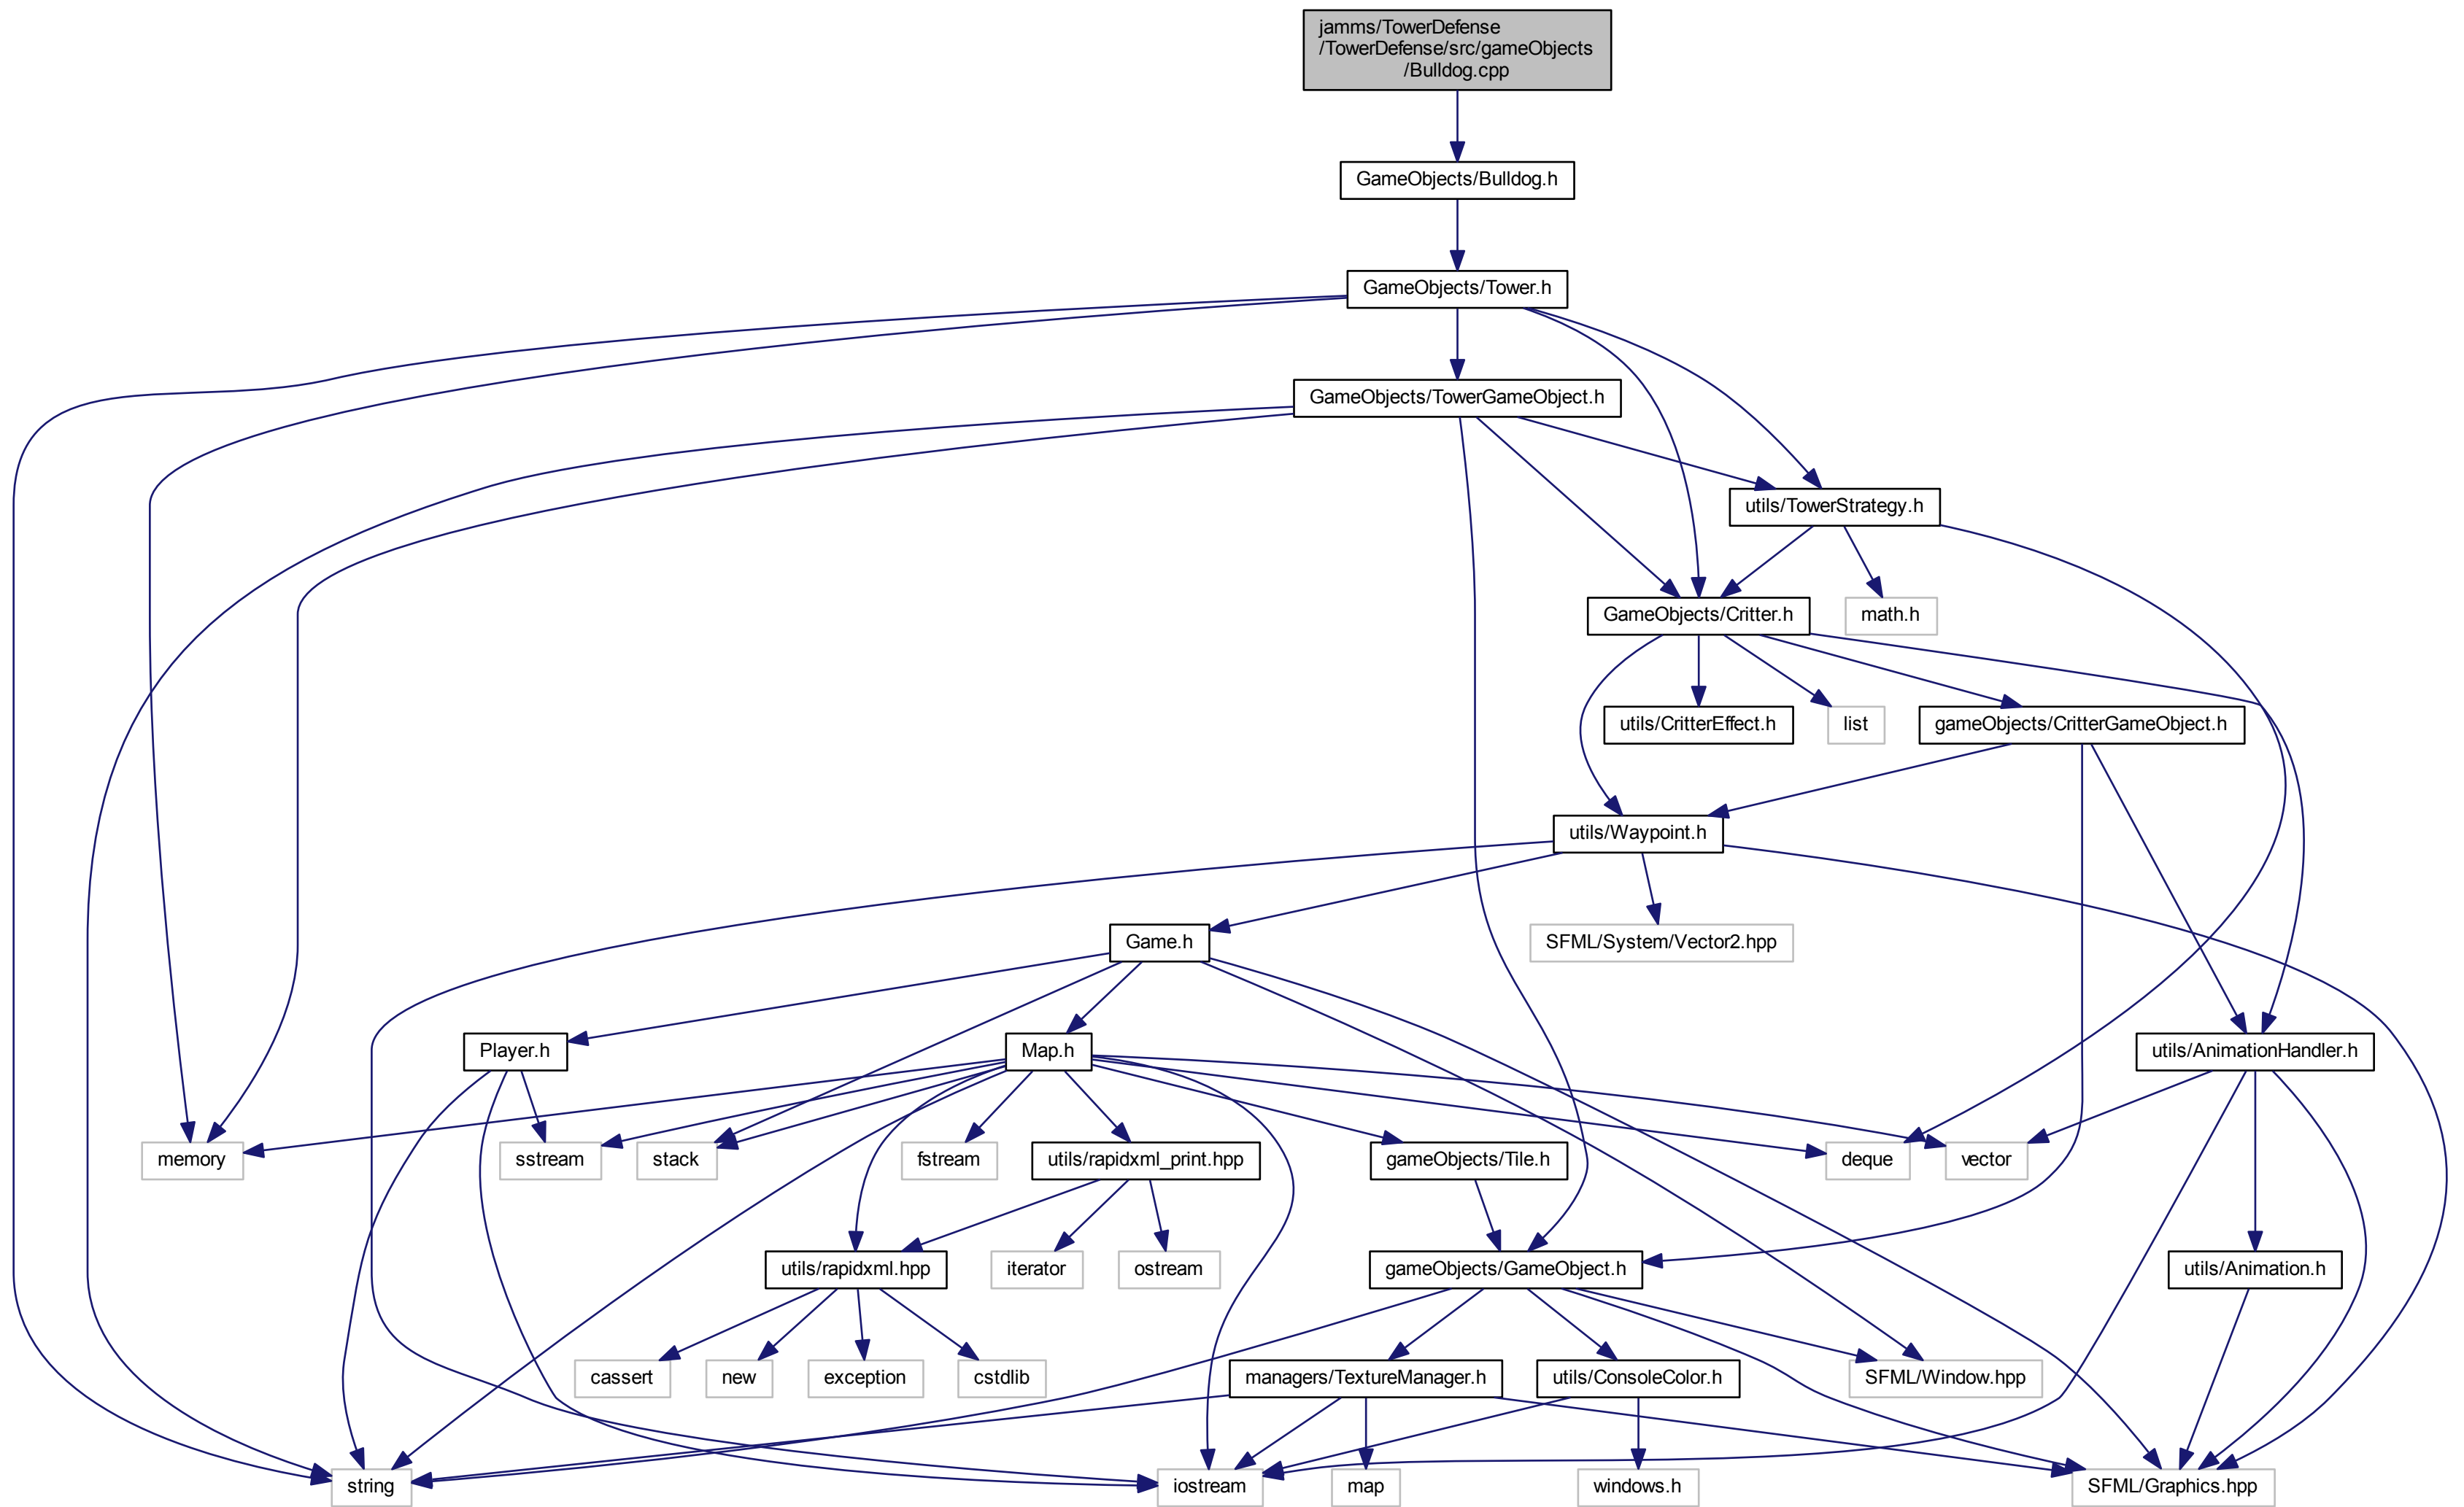 jamms/TowerDefense
/TowerDefense/src/gameObjects
/Bulldog.cpp
GameObjects/Bulldog.h
GameObjects/Tower.h
GameObjects/TowerGameObject.h
utils/TowerStrategy.h
GameObjects/Critter.h
math.h
utils/CritterEffect.h
list
gameObjects/CritterGameObject.h
utils/Waypoint.h
Game.h
SFML/System/Vector2.hpp
Player.h
Map.h
utils/AnimationHandler.h
memory
sstream
stack
fstream
utils/rapidxml_print.hpp
gameObjects/Tile.h
deque
vector
utils/rapidxml.hpp
iterator
ostream
gameObjects/GameObject.h
utils/Animation.h
cassert
new
exception
cstdlib
managers/TextureManager.h
utils/ConsoleColor.h
SFML/Window.hpp
string
iostream
map
windows.h
SFML/Graphics.hpp